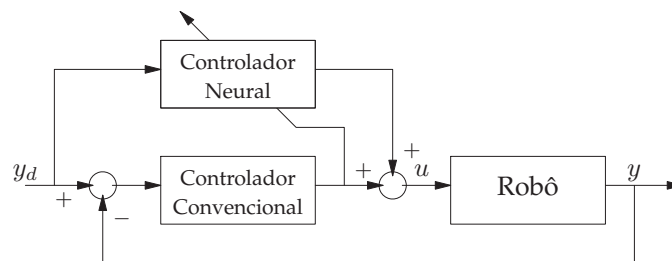 Controlador
Neural
y_d
+
−
Controlador
Convencional
+
+
u
Robô
y